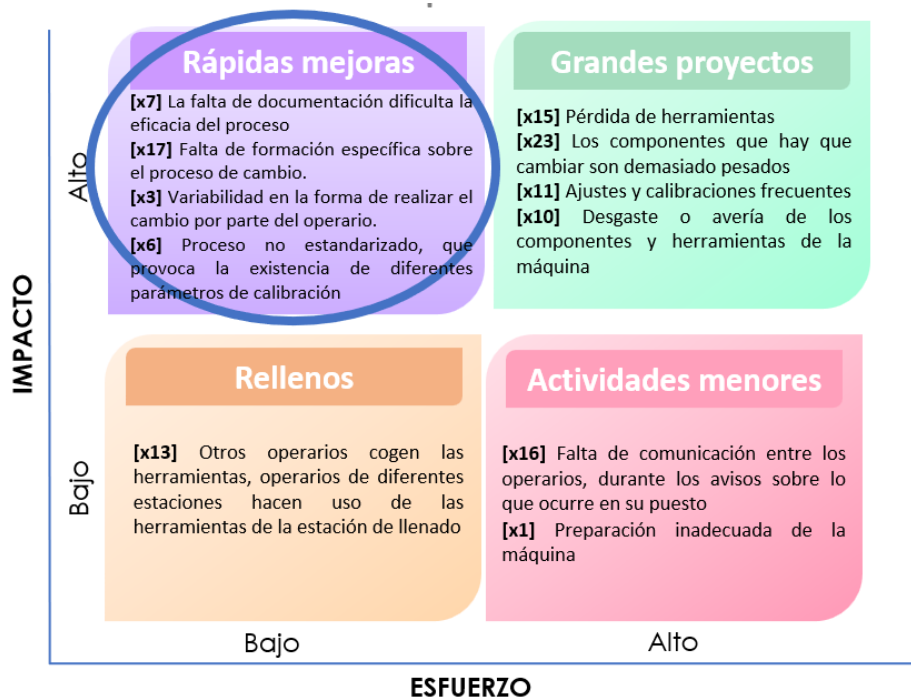 Rápidas mejoras
[x7] La falta de documentación dificulta la
eficacia del proceso
[x17] Falta de formación específica sobre
el proceso de cambio.
[x3] Variabilidad en la forma de realizar el
cambio por parte del operario.
[x6] Proceso no estandarizado, que
provoca la existencia de diferentes
parámetros de calibración
Grandes proyectos
[x15] Pérdida de herramientas
[x23] Los componentes que hay que
cambiar son demasiado pesados
[x11] Ajustes y calibraciones frecuentes
[x10] Desgaste o avería de los
componentes y herramientas de la
máquina
Alto
IMPACTO
Rellenos
[x13] Otros operarios cogen las
herramientas, operarios de diferentes
estaciones hacen uso de las
herramientas de la estación de llenado
Actividades menores
[x16] Falta de comunicación entre los
operarios, durante los avisos sobre lo
que ocurre en su puesto
[x1] Preparación inadecuada de la
máquina
Bajo
Bajo
Alto
ESFUERZO